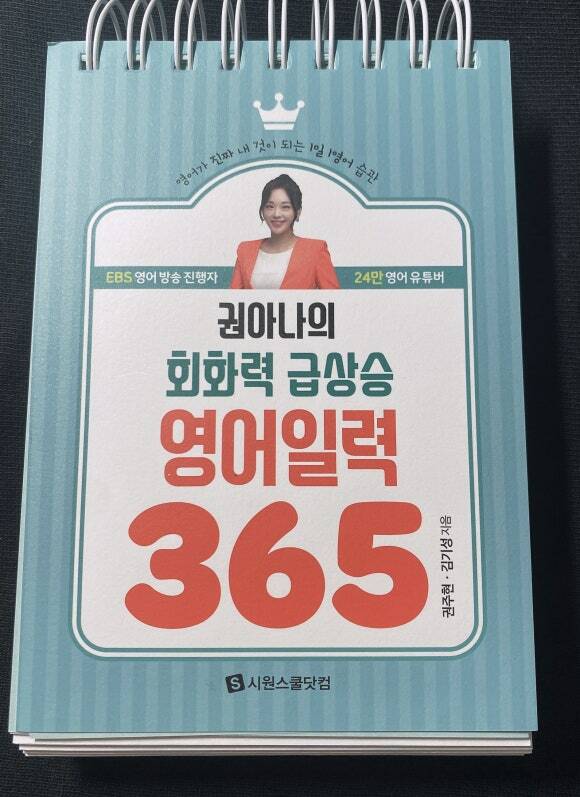 영어가 진짜 내 것이 되는 1일 1영어 습관
EBS 영어 방송 진행자
24만 영어 유튜버
권아나의
회화력 급상승
영어일력
365
권주현 · 김기성 지음
S 시원스쿨닷컴